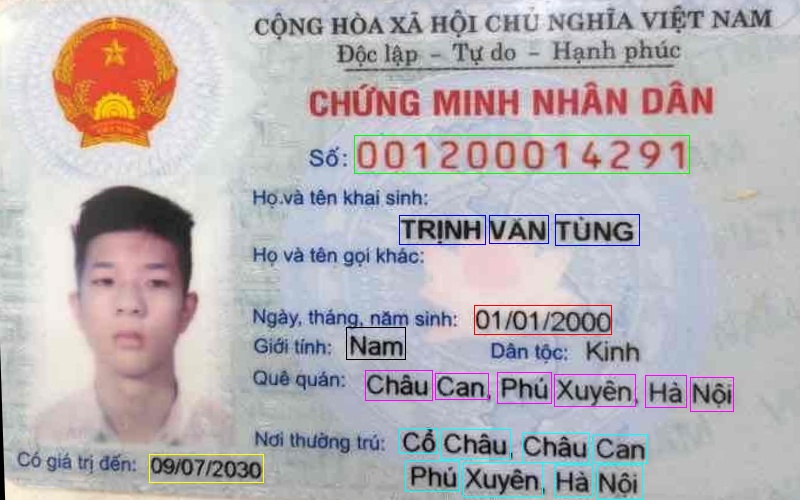 CỘNG HÒA XÃ HỘI CHỦ NGHĨA VIỆT NAM
Độc lập - Tự do - Hạnh phúc
CHỨNG MINH NHÂN DÂN
Số: 001200014291
Họ và tên khai sinh:
TRỊNH VĂN TÙNG
Họ và tên gọi khác:
Ngày, tháng, năm sinh: 01/01/2000
Giới tính: Nam Dân tộc: Kinh
Quê quán: Châu Can, Phú Xuyên, Hà Nội
Nơi thường trú: Cổ Châu, Châu Can
Phú Xuyên, Hà Nội
Có giá trị đến: 09/07/2030